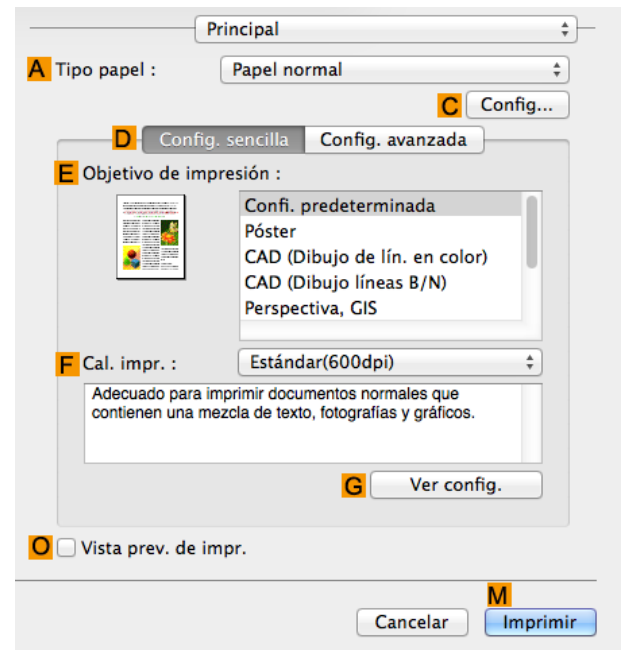 Principal
A Tipo papel : Papel normal
C Config...
D Config. sencilla Config. avanzada
E Objetivo de impresión :
Confi. predeterminada
Póster
CAD (Dibujo de lín. en color)
CAD (Dibujo líneas B/N)
Perspectiva, GIS
F Cal. impr. : Estándar(600dpi)
Adecuado para imprimir documentos normales que
contienen una mezcla de texto, fotografías y gráficos.
G Ver config.
O Vista prev. de impr.
M
Cancelar Imprimir